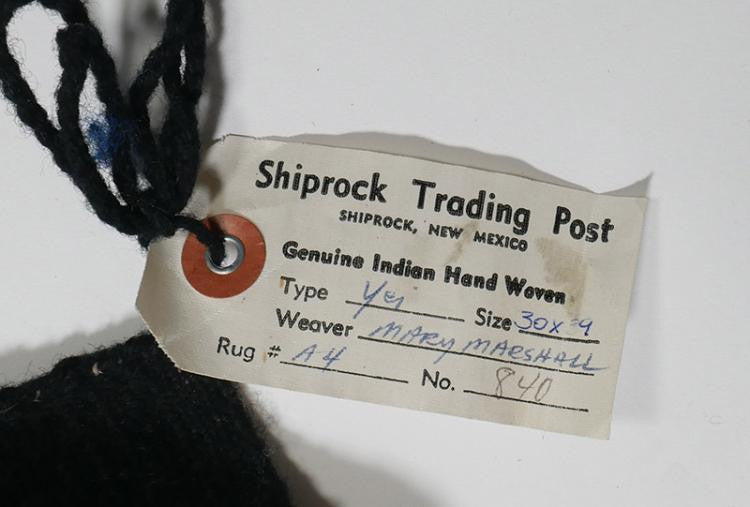 Shiprock Trading Post
SHIPROCK, NEW MEXICO
Genuine Indian Hand Woven
Type Yei Size 30x
Weaver MARY MARSHALL
Rug # A4 No. 840